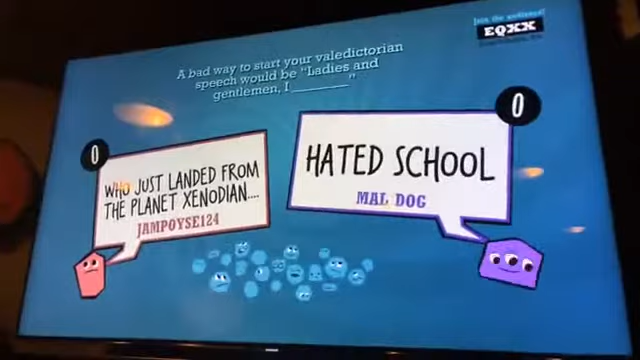 Join the audience!
EQXX
A bad way to start your valedictorian
speech would be "Ladies and
gentlemen, I ________"
0
0
WHO JUST LANDED FROM
THE PLANET XENODIAN....
JAMPOYSE124
HATED SCHOOL
MAL DOG